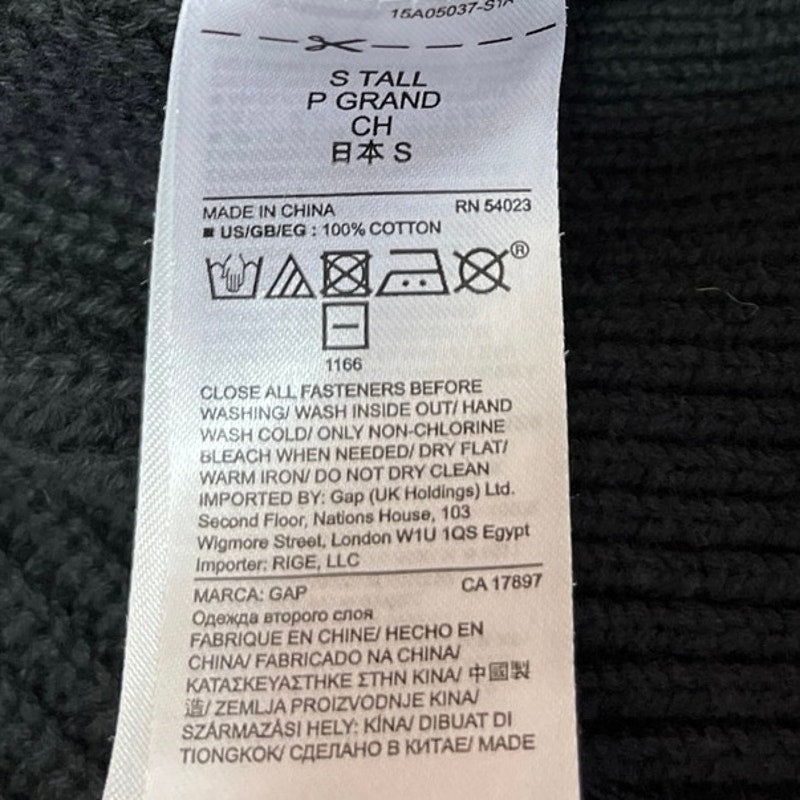 15A05037-S1A
S TALL
P GRAND
CH
日本 S
MADE IN CHINA RN 54023
■ US/GB/EG : 100% COTTON
®
1166
CLOSE ALL FASTENERS BEFORE
WASHING/ WASH INSIDE OUT/ HAND
WASH COLD/ ONLY NON-CHLORINE
BLEACH WHEN NEEDED/ DRY FLAT/
WARM IRON/ DO NOT DRY CLEAN
IMPORTED BY: Gap (UK Holdings) Ltd.
Second Floor, Nations House, 103
Wigmore Street, London W1U 1QS Egypt
Importer: RIGE, LLC
MARCA: GAP CA 17897
Одежда второго слоя
FABRIQUE EN CHINE/ HECHO EN
CHINA/ FABRICADO NA CHINA/
ΚΑΤΑΣΚΕΥΑΣΤΗΚΕ ΣΤΗΝ ΚΙΝΑ/ 中國製
造/ ZEMLJA PROIZVODNJE KINA/
SZÁRMAZÁSI HELY: KÍNA/ DIBUAT DI
TIONGKOK/ СДЕЛАНО В КИТАЕ/ MADE